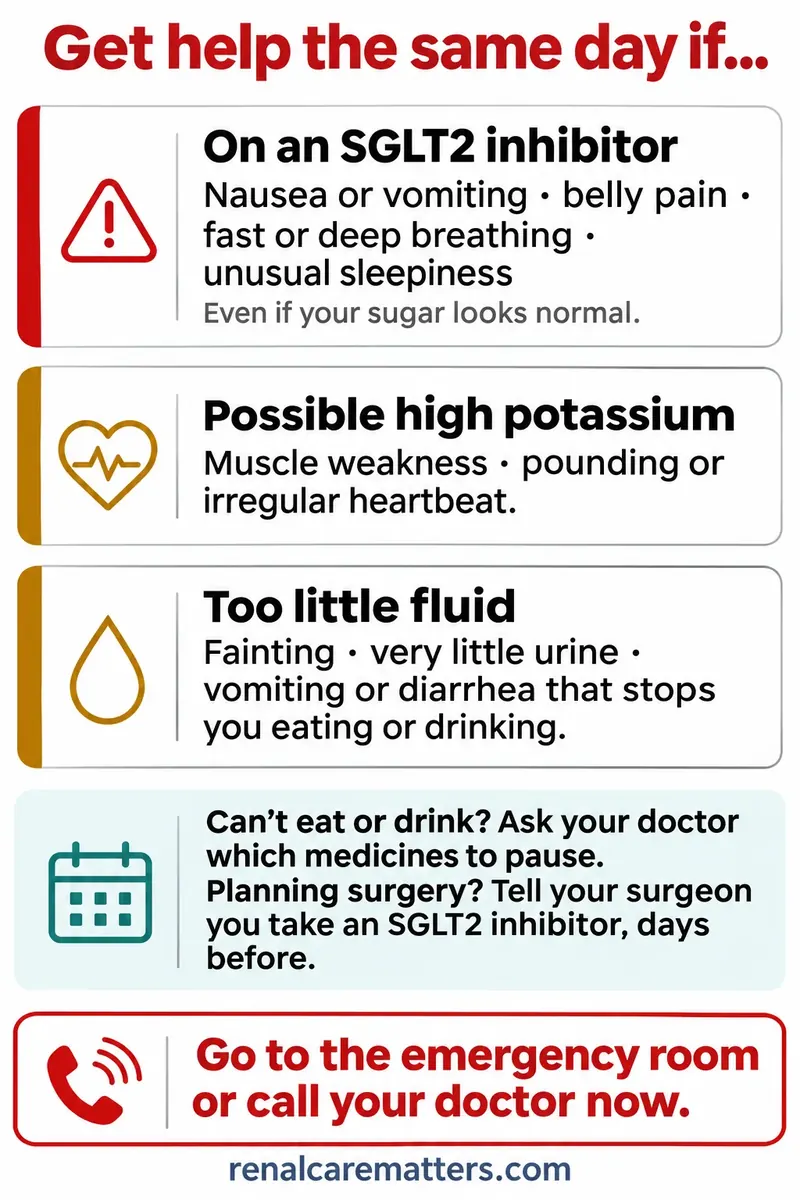 Get help the same day if...
On an SGLT2 inhibitor
Nausea or vomiting · belly pain ·
fast or deep breathing ·
unusual sleepiness
Even if your sugar looks normal.
Possible high potassium
Muscle weakness · pounding or
irregular heartbeat.
Too little fluid
Fainting · very little urine ·
vomiting or diarrhea that stops
you eating or drinking.
Can't eat or drink? Ask your doctor
which medicines to pause.
Planning surgery? Tell your surgeon
you take an SGLT2 inhibitor, days
before.
Go to the emergency room
or call your doctor now.
renalcarematters.com